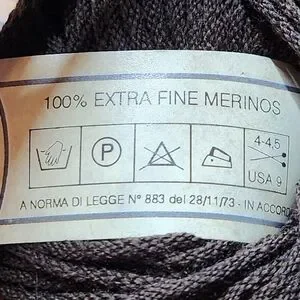 100% EXTRA FINE MERINOS
P
4-4,5
USA 9
A NORMA DI LEGGE N° 883 del 28/11/73 - IN ACCORD